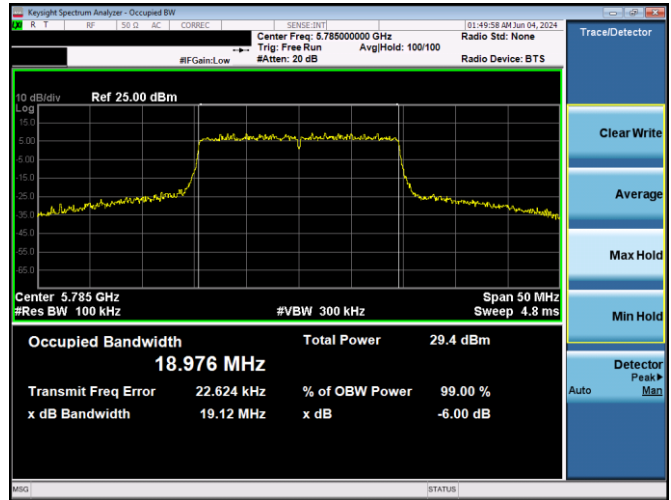 Keysight Spectrum Analyzer - Occupied BW
R T RF 50 Ω AC CORREC SENSE:INT 01:49:58 AM Jun 04, 2024
Center Freq: 5.785000000 GHz Radio Std: None
Trig: Free Run Avg|Hold: 100/100
#IFGain:Low #Atten: 20 dB Radio Device: BTS
Trace/Detector
10 dB/div Ref 25.00 dBm
Log
15.0
5.00
-5.00
-15.0
-25.0
-35.0
-45.0
-55.0
-65.0
Center 5.785 GHz Span 50 MHz
#Res BW 100 kHz #VBW 300 kHz Sweep 4.8 ms
Occupied Bandwidth Total Power 29.4 dBm
18.976 MHz
Transmit Freq Error 22.624 kHz % of OBW Power 99.00 %
x dB Bandwidth 19.12 MHz x dB -6.00 dB
Clear Write
Average
Max Hold
Min Hold
Detector
Peak▶
Auto Man
MSG STATUS